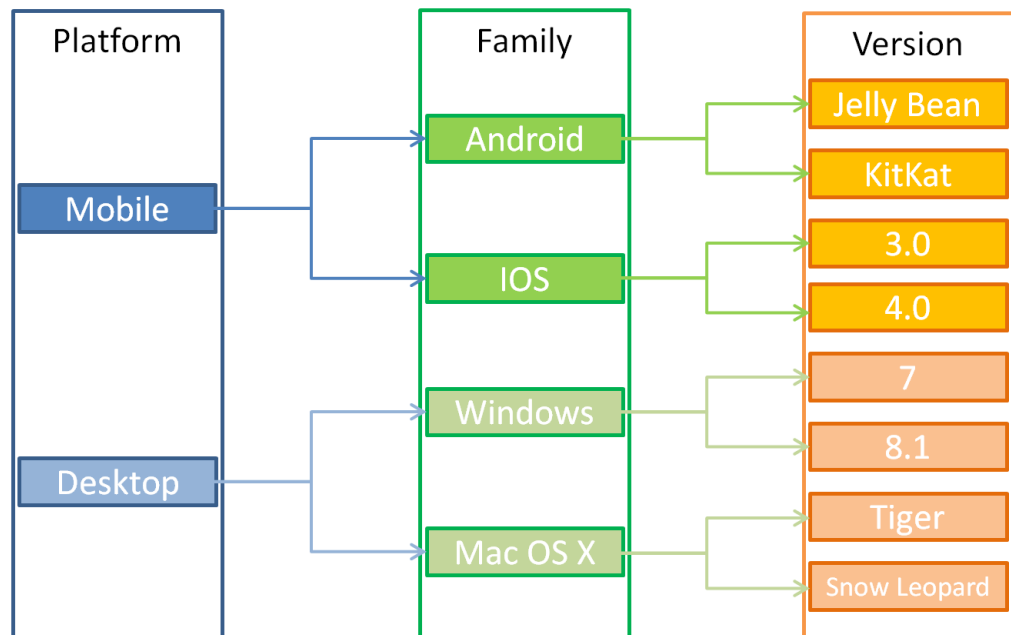 Platform
Family
Version
Mobile
Desktop
Android
IOS
Windows
Mac OS X
Jelly Bean
KitKat
3.0
4.0
7
8.1
Tiger
Snow Leopard